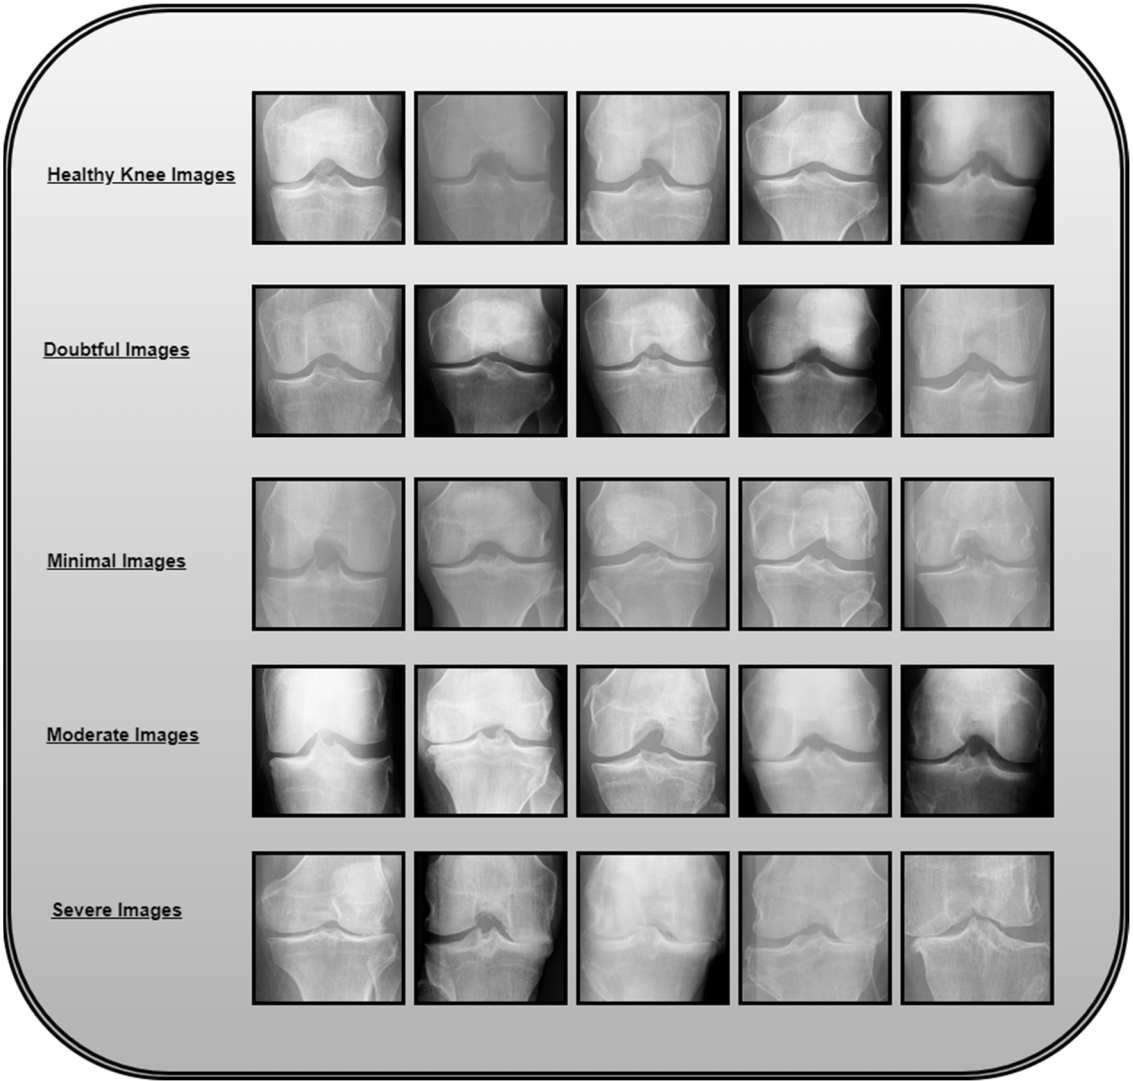 Healthy Knee Images
Doubtful Images
Minimal Images
Moderate Images
Severe Images